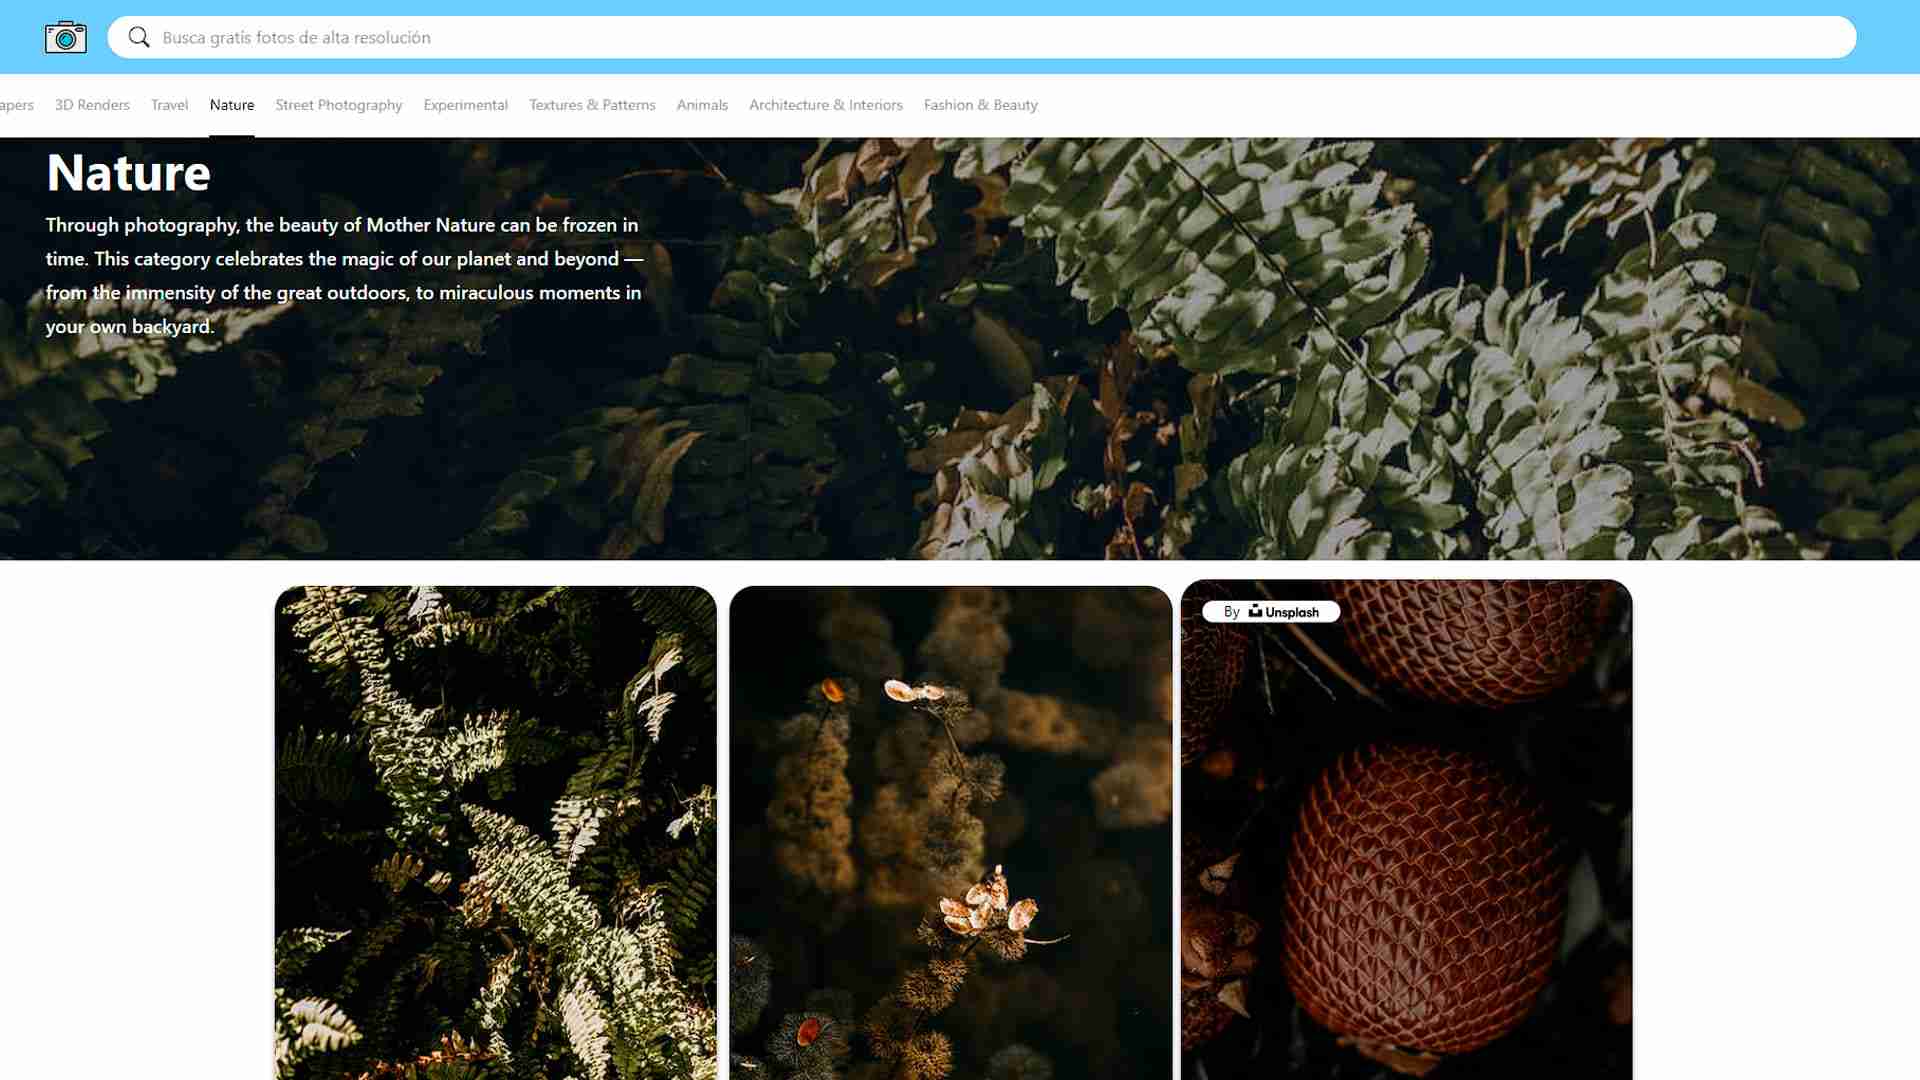 Busca gratis fotos de alta resolución
apers 3D Renders Travel Nature Street Photography Experimental Textures & Patterns Animals Architecture & Interiors Fashion & Beauty
Nature
Through photography, the beauty of Mother Nature can be frozen in
time. This category celebrates the magic of our planet and beyond —
from the immensity of the great outdoors, to miraculous moments in
your own backyard.
By Unsplash